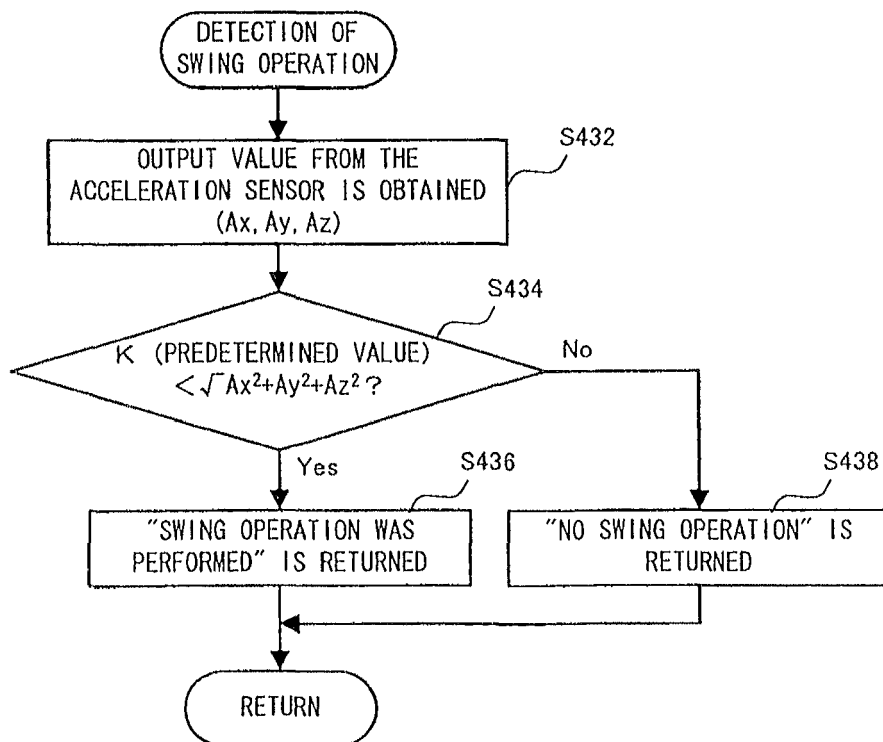 DETECTION OF
SWING OPERATION
S432
OUTPUT VALUE FROM THE
ACCELERATION SENSOR IS OBTAINED
(Ax, Ay, Az)
S434
K (PREDETERMINED VALUE)
<√Ax²+Ay²+Az²?
No
Yes
S436
S438
"SWING OPERATION WAS
PERFORMED" IS RETURNED
"NO SWING OPERATION" IS
RETURNED
RETURN